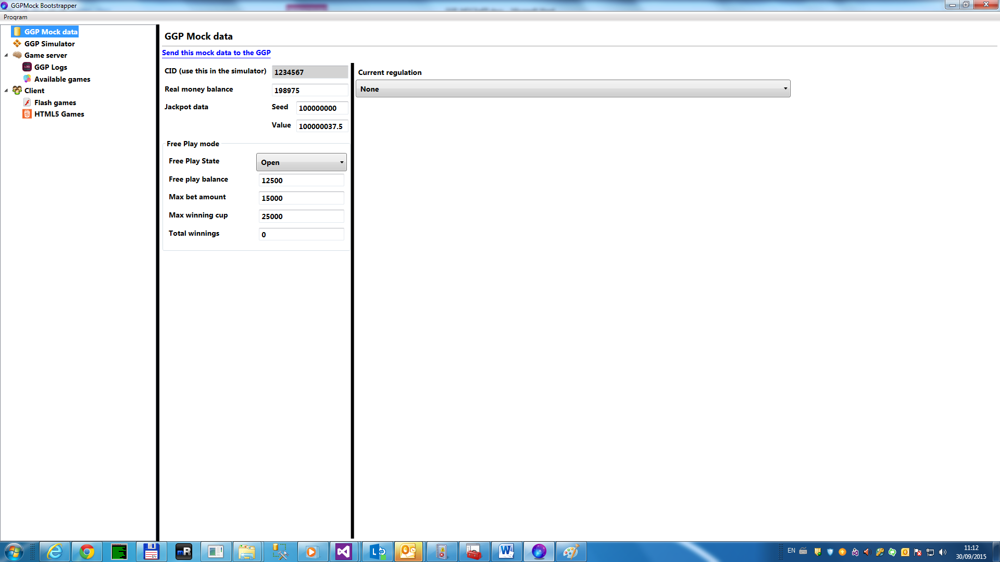 GGPMock Bootstrapper
Program
GGP Mock data
GGP Simulator
Game server
GGP Logs
Available games
Client
Flash games
HTML5 Games
GGP Mock data
Send this mock data to the GGP
CID (use this in the simulator) 1234567
Real money balance 198975
Jackpot data Seed 100000000
Value 100000037.5
Free Play mode
Free Play State Open
Free play balance 12500
Max bet amount 15000
Max winning cup 25000
Total winnings 0
Current regulation
None
EN
11:12
30/09/2015